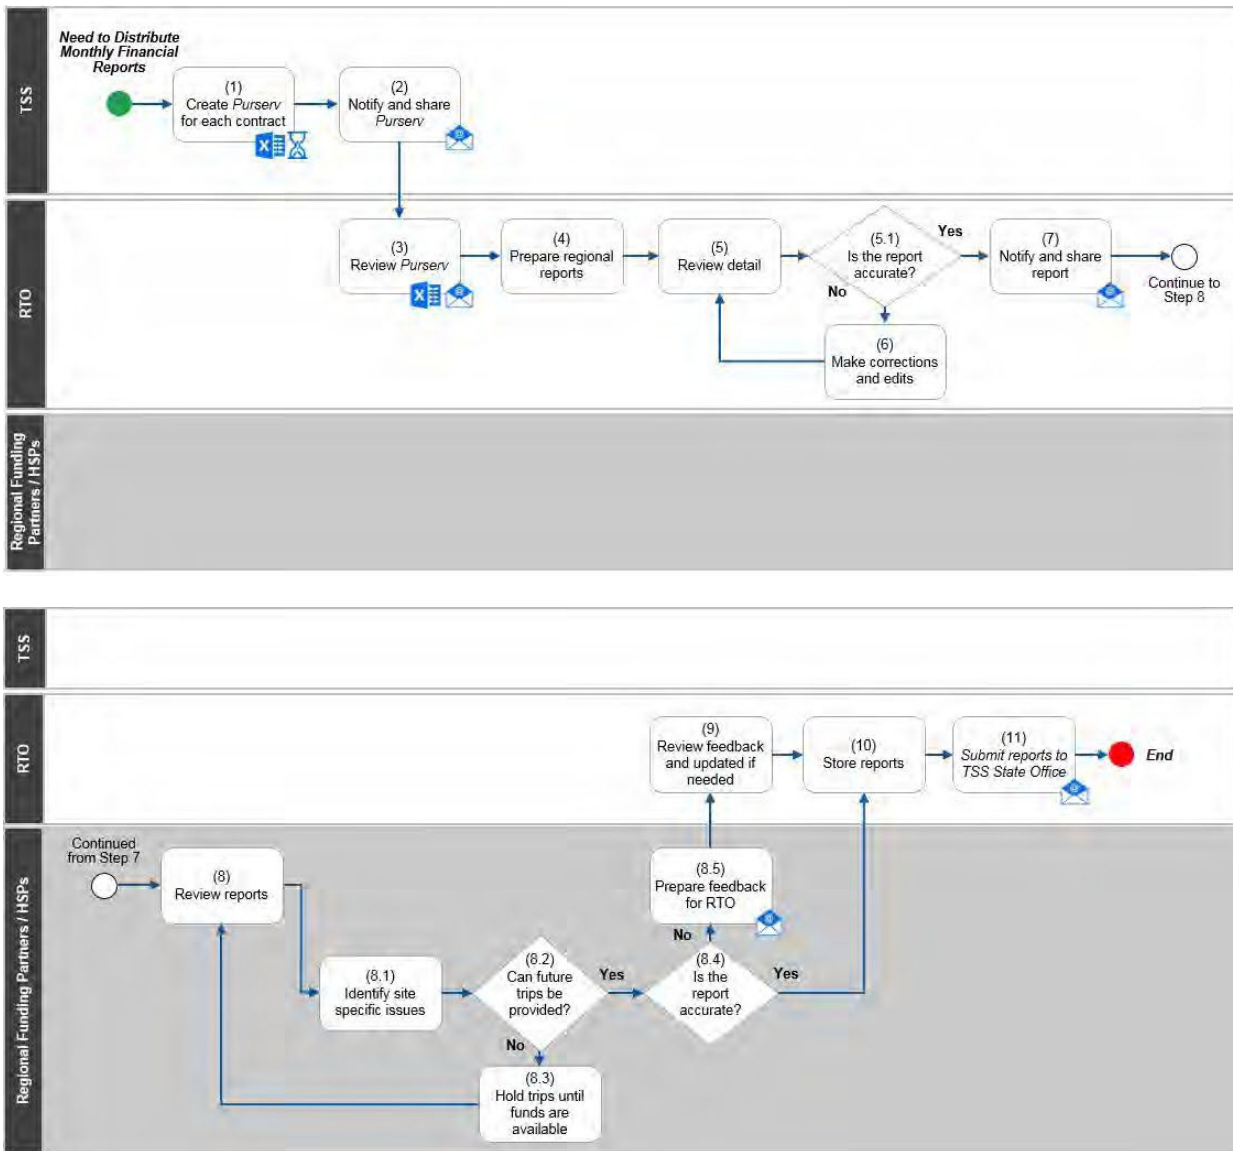 TSS
Need to Distribute
Monthly Financial
Reports
(1)
Create Purserv
for each contract
(2)
Notify and share
Purserv
RTO
(3)
Review Purserv
(4)
Prepare regional
reports
(5)
Review detail
(5.1)
Is the report
accurate?
Yes
No
(6)
Make corrections
and edits
(7)
Notify and share
report
Continue to
Step 8
Regional Funding
Partners / HSPs
TSS
RTO
(9)
Review feedback
and updated if
needed
(10)
Store reports
(11)
Submit reports to
TSS State Office
End
Regional Funding Partners / HSPs
Continued
from Step 7
(8)
Review reports
(8.1)
Identify site
specific issues
(8.2)
Can future
trips be
provided?
Yes
No
(8.3)
Hold trips until
funds are
available
(8.4)
Is the
report
accurate?
Yes
No
(8.5)
Prepare feedback
for RTO